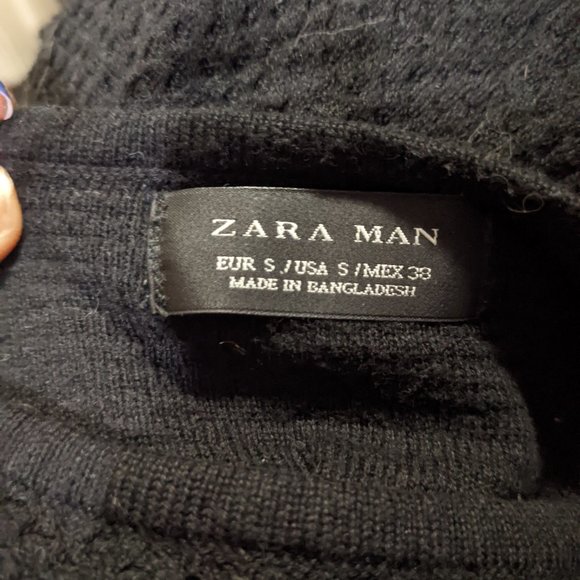 ZARA MAN
EUR S / USA S / MEX 38
MADE IN BANGLADESH